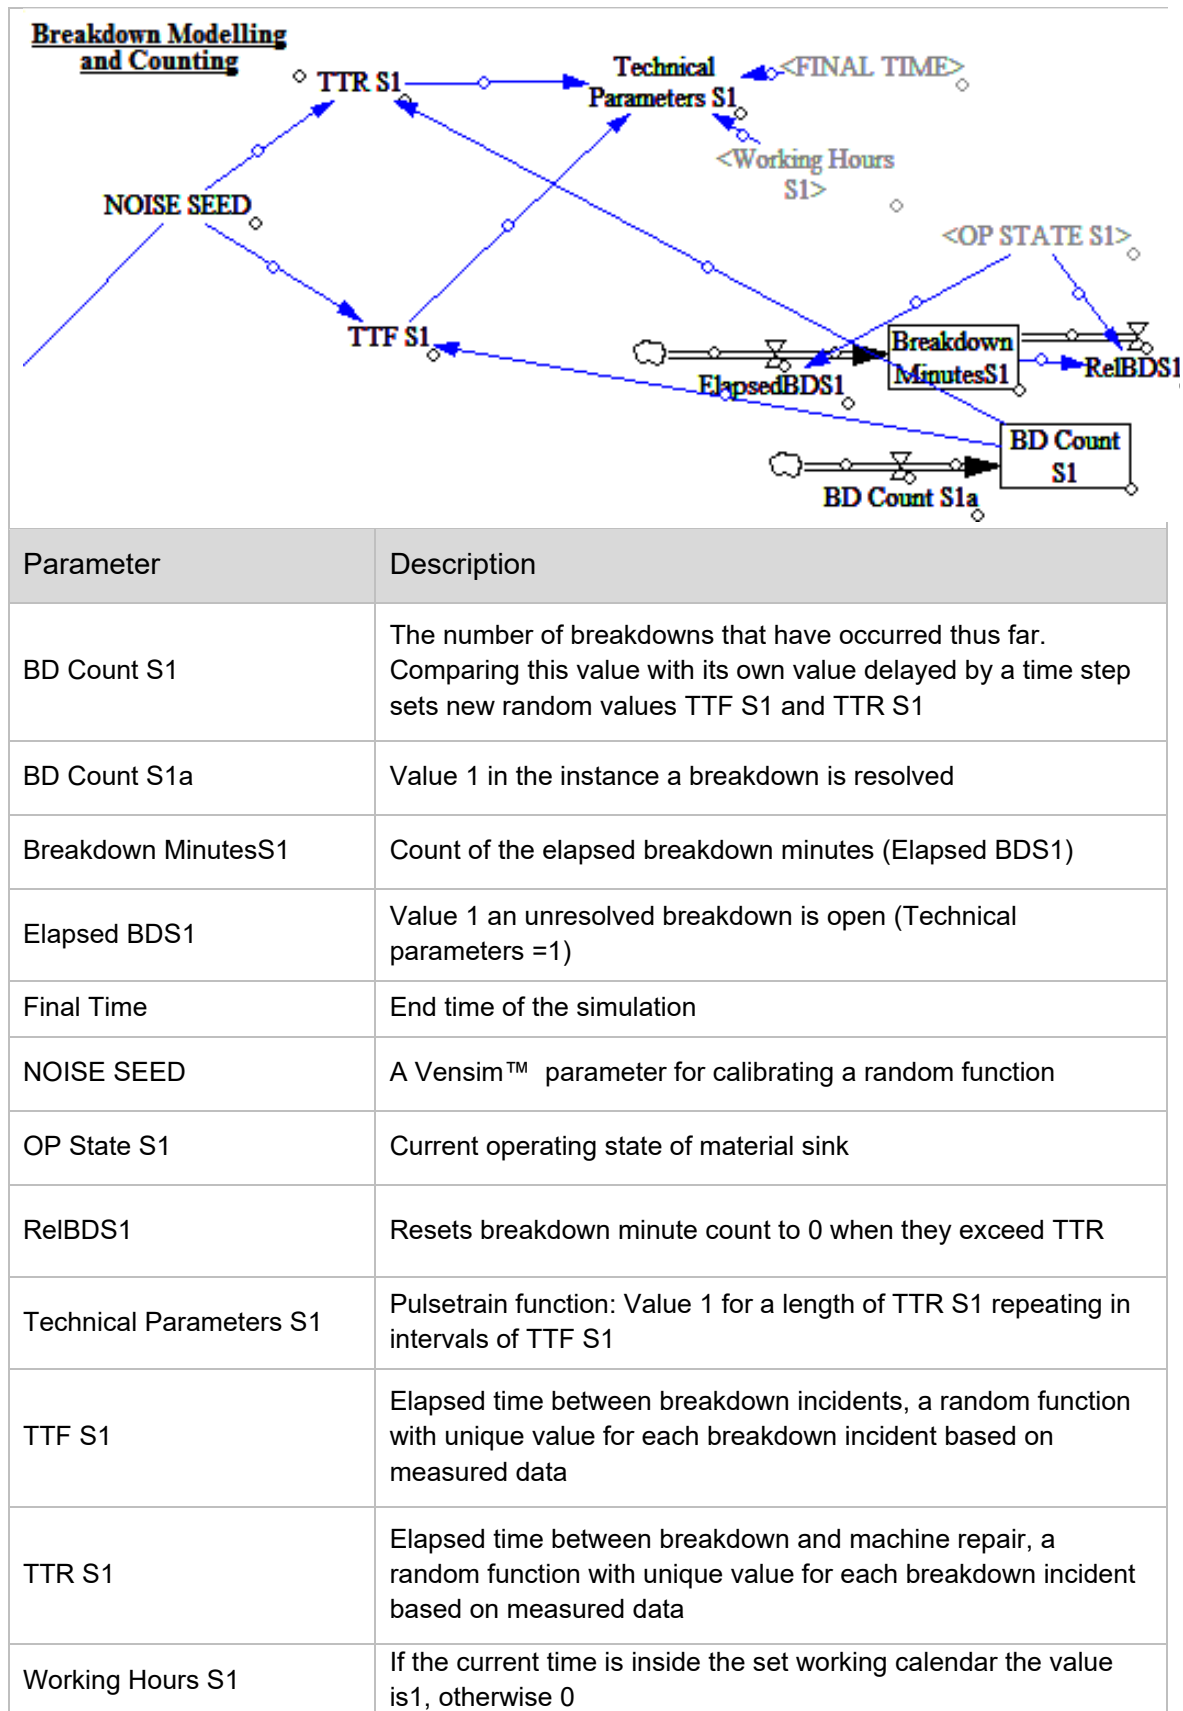 Breakdown Modelling
and Counting
TTR S1
Technical
Parameters S1
<FINAL TIME>
<Working Hours
S1>
NOISE SEED
<OP STATE S1>
TTF S1
ElapsedBDS1
Breakdown
MinutesS1
RelBDS1
BD Count
S1
BD Count S1a
Parameter
Description
BD Count S1
The number of breakdowns that have occurred thus far.
Comparing this value with its own value delayed by a time step
sets new random values TTF S1 and TTR S1
BD Count S1a
Value 1 in the instance a breakdown is resolved
Breakdown MinutesS1
Count of the elapsed breakdown minutes (Elapsed BDS1)
Elapsed BDS1
Value 1 an unresolved breakdown is open (Technical
parameters =1)
Final Time
End time of the simulation
NOISE SEED
A Vensim™ parameter for calibrating a random function
OP State S1
Current operating state of material sink
RelBDS1
Resets breakdown minute count to 0 when they exceed TTR
Technical Parameters S1
Pulsetrain function: Value 1 for a length of TTR S1 repeating in
intervals of TTF S1
TTF S1
Elapsed time between breakdown incidents, a random function
with unique value for each breakdown incident based on
measured data
TTR S1
Elapsed time between breakdown and machine repair, a
random function with unique value for each breakdown incident
based on measured data
Working Hours S1
If the current time is inside the set working calendar the value
is1, otherwise 0